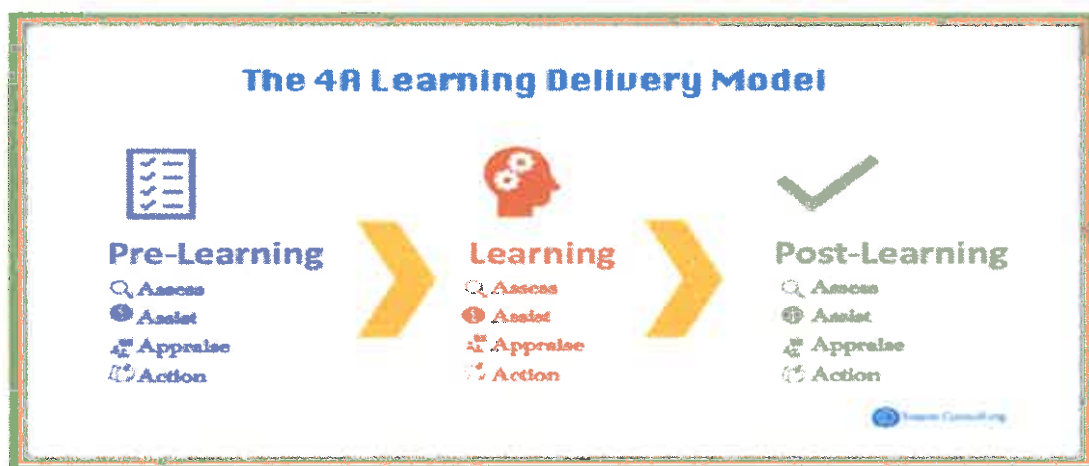 The 4A Learning Delivery Model
Pre-Learning
Assess
Assist
Appraise
Action
Learning
Assess
Assist
Appraise
Action
Post-Learning
Assess
Assist
Appraise
Action
Consulting